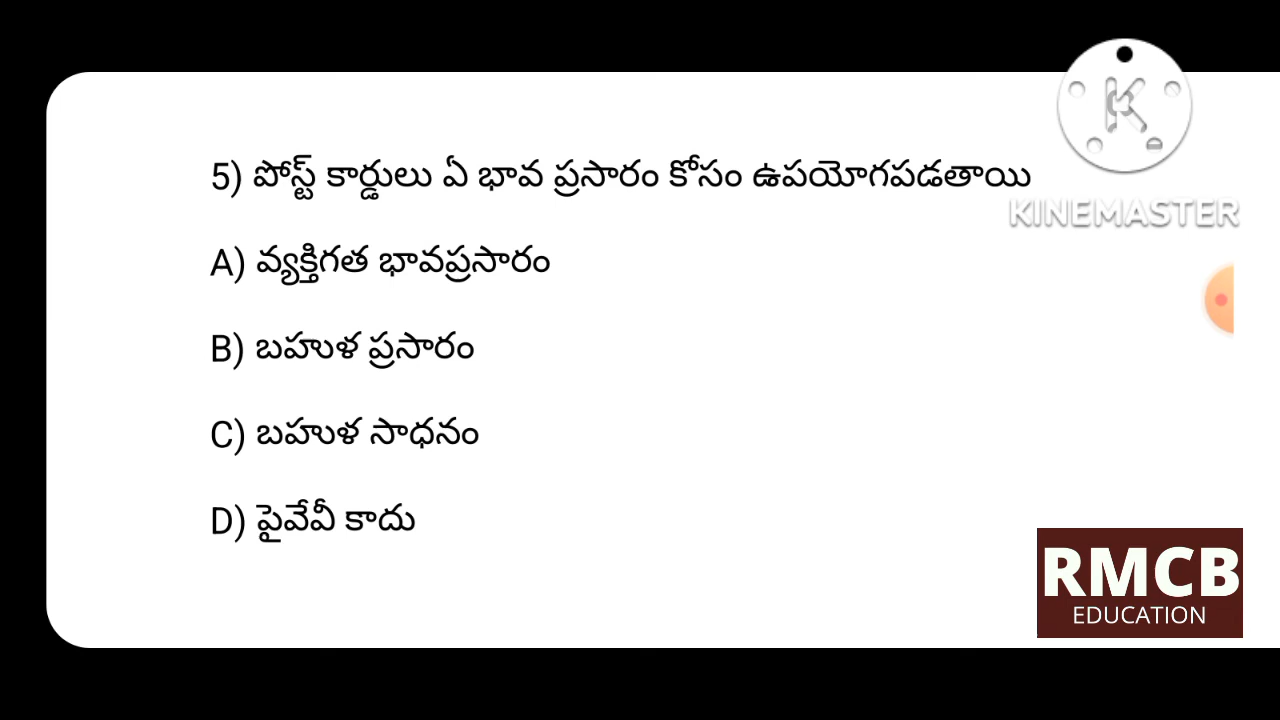 5) పోస్ట్ కార్డులు ఏ భావ ప్రసారం కోసం ఉపయోగపడతాయి
KINEMASTER
A) వ్యక్తిగత భావప్రసారం
B) బహుళ ప్రసారం
C) బహుళ సాధనం
D) పైవేవీ కాదు
RMCB
EDUCATION